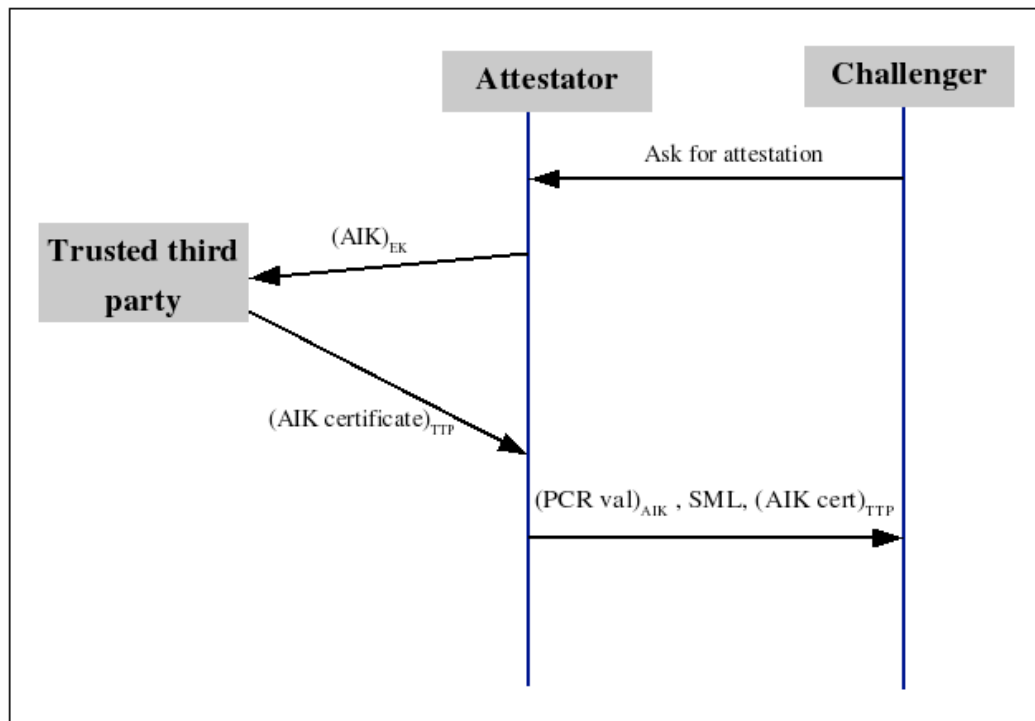 Attestator
Challenger
Ask for attestation
(AIK)EK
Trusted third
party
(AIK certificate)TTP
(PCR val)AIK , SML, (AIK cert)TTP